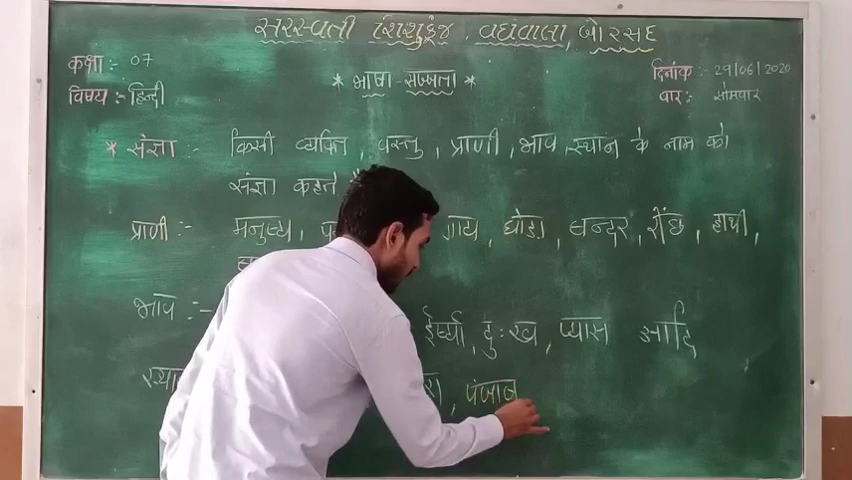 सरस्वती शिशुकुंज, वघंवाला, बोरसद
कक्षा :- 07
दिनांक :- 29/06/2020
विषय :- हिन्दी
वार :- सोमवार
* भाषा-सज्जता *
* संज्ञा :- किसी व्यक्ति, वस्तु, प्राणी, भाव, स्थान के नाम को
संज्ञा कहते
प्राणी :- मनुष्य, गाय, घोडा, बन्दर, रींछ, हाथी,
भाव :- ईर्ष्या, दुःख, प्यास आदि
पंजाब